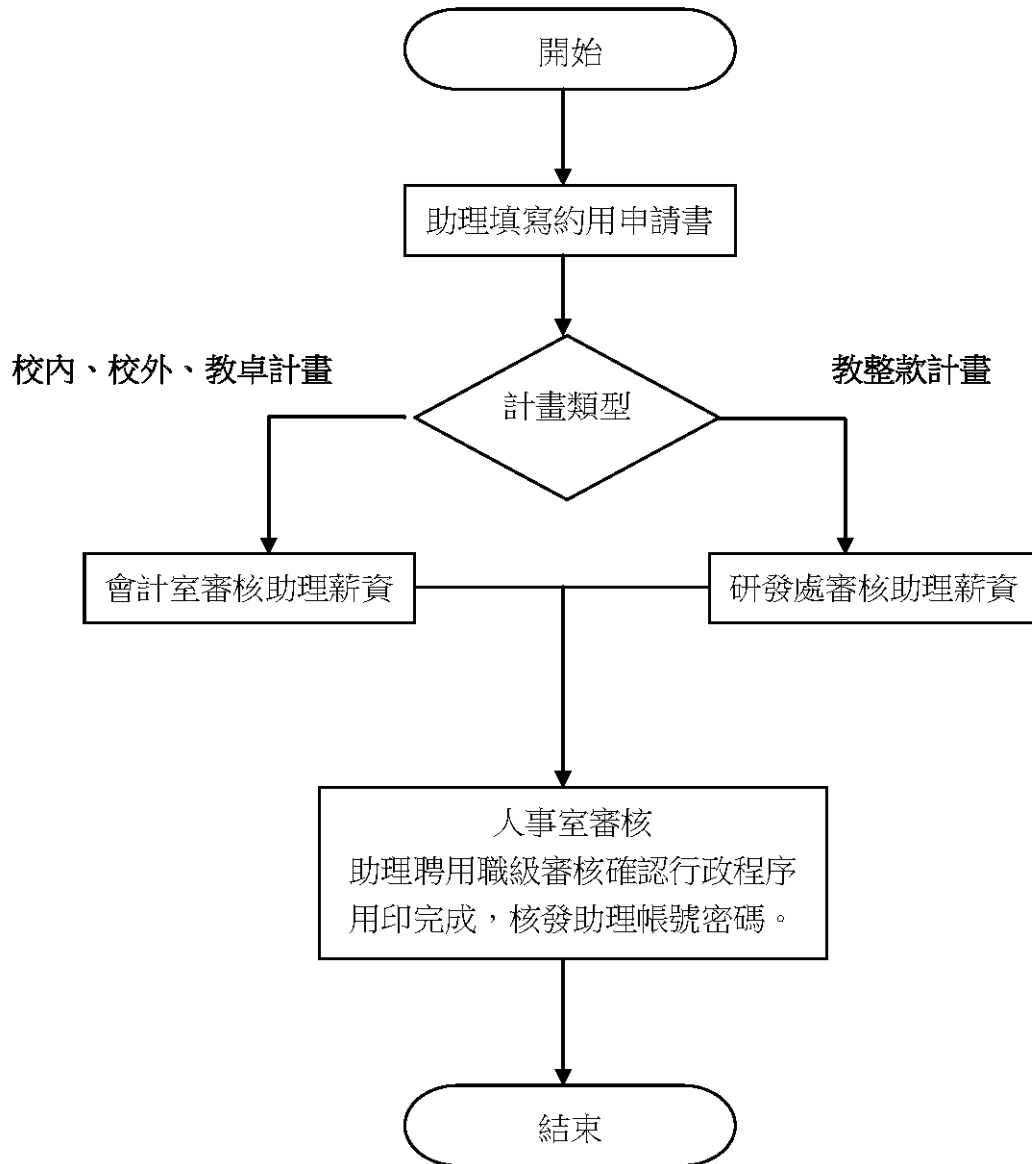 開始
助理填寫約用申請書
校內、校外、教卓計畫
教整款計畫
計畫類型
會計室審核助理薪資
研發處審核助理薪資
人事室審核
助理聘用職級審核確認行政程序
用印完成，核發助理帳號密碼。
結束